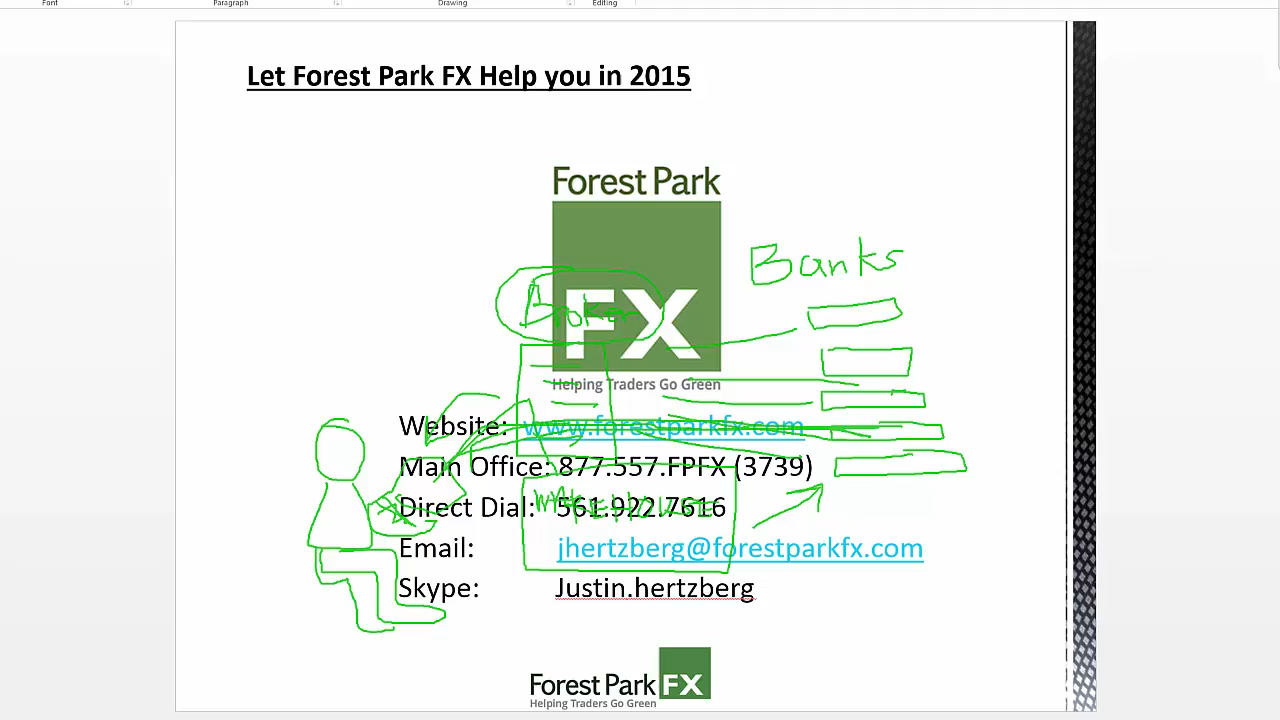 Font Paragraph Drawing Editing
Let Forest Park FX Help you in 2015
Forest Park
FX
Helping Traders Go Green
Banks
Broker
Website: www.forestparkfx.com
Main Office: 877.557.FPFX (3739)
Direct Dial: 561.922.7616
WAREHOUSE
Email: jhertzberg@forestparkfx.com
Skype: Justin.hertzberg
Forest Park FX
Helping Traders Go Green